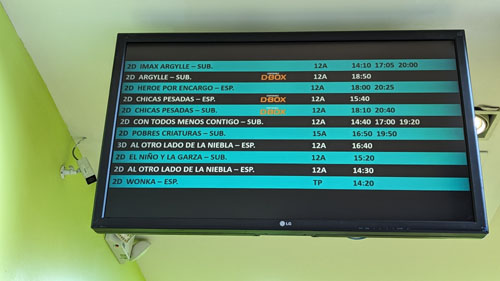 2D IMAX ARGYLLE – SUB. 12A 14:10 17:05 20:00
2D ARGYLLE – SUB. D-BOX 12A 18:50
2D HEROE POR ENCARGO – ESP. 12A 18:00 20:25
2D CHICAS PESADAS – ESP. D-BOX 12A 15:40
2D CHICAS PESADAS – SUB. D-BOX 12A 18:10 20:40
2D CON TODOS MENOS CONTIGO – SUB. 12A 14:40 17:00 19:20
2D POBRES CRIATURAS – SUB. 15A 16:50 19:50
3D AL OTRO LADO DE LA NIEBLA – ESP. 12A 16:40
2D EL NIÑO Y LA GARZA – SUB. 12A 15:20
2D AL OTRO LADO DE LA NIEBLA – ESP. 12A 14:30
2D WONKA – ESP. TP 14:20
LG